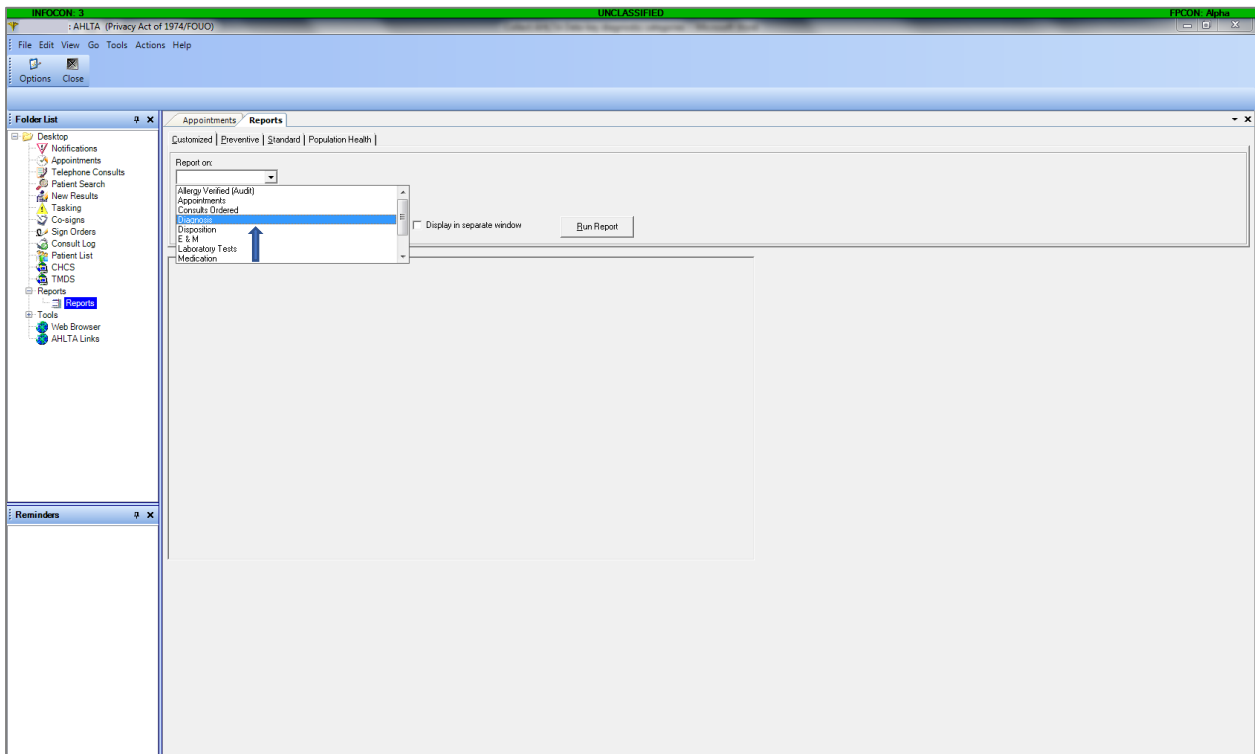 INFOCON: 3 UNCLASSIFIED FPCON: Alpha
: AHLTA (Privacy Act of 1974/FOUO)
File Edit View Go Tools Actions Help
Options Close
Folder List
Desktop
Notifications
Appointments
Telephone Consults
Patient Search
New Results
Tasking
Co-signs
Sign Orders
Consult Log
Patient List
CHCS
TMDS
Reports
Reports
Tools
Web Browser
AHLTA Links
Reminders
Appointments Reports
Customized Preventive Standard Population Health
Report on:
Allergy Verified (Audit)
Appointments
Consults Ordered
Diagnosis
Disposition
E & M
Laboratory Tests
Medication
Display in separate window Run Report